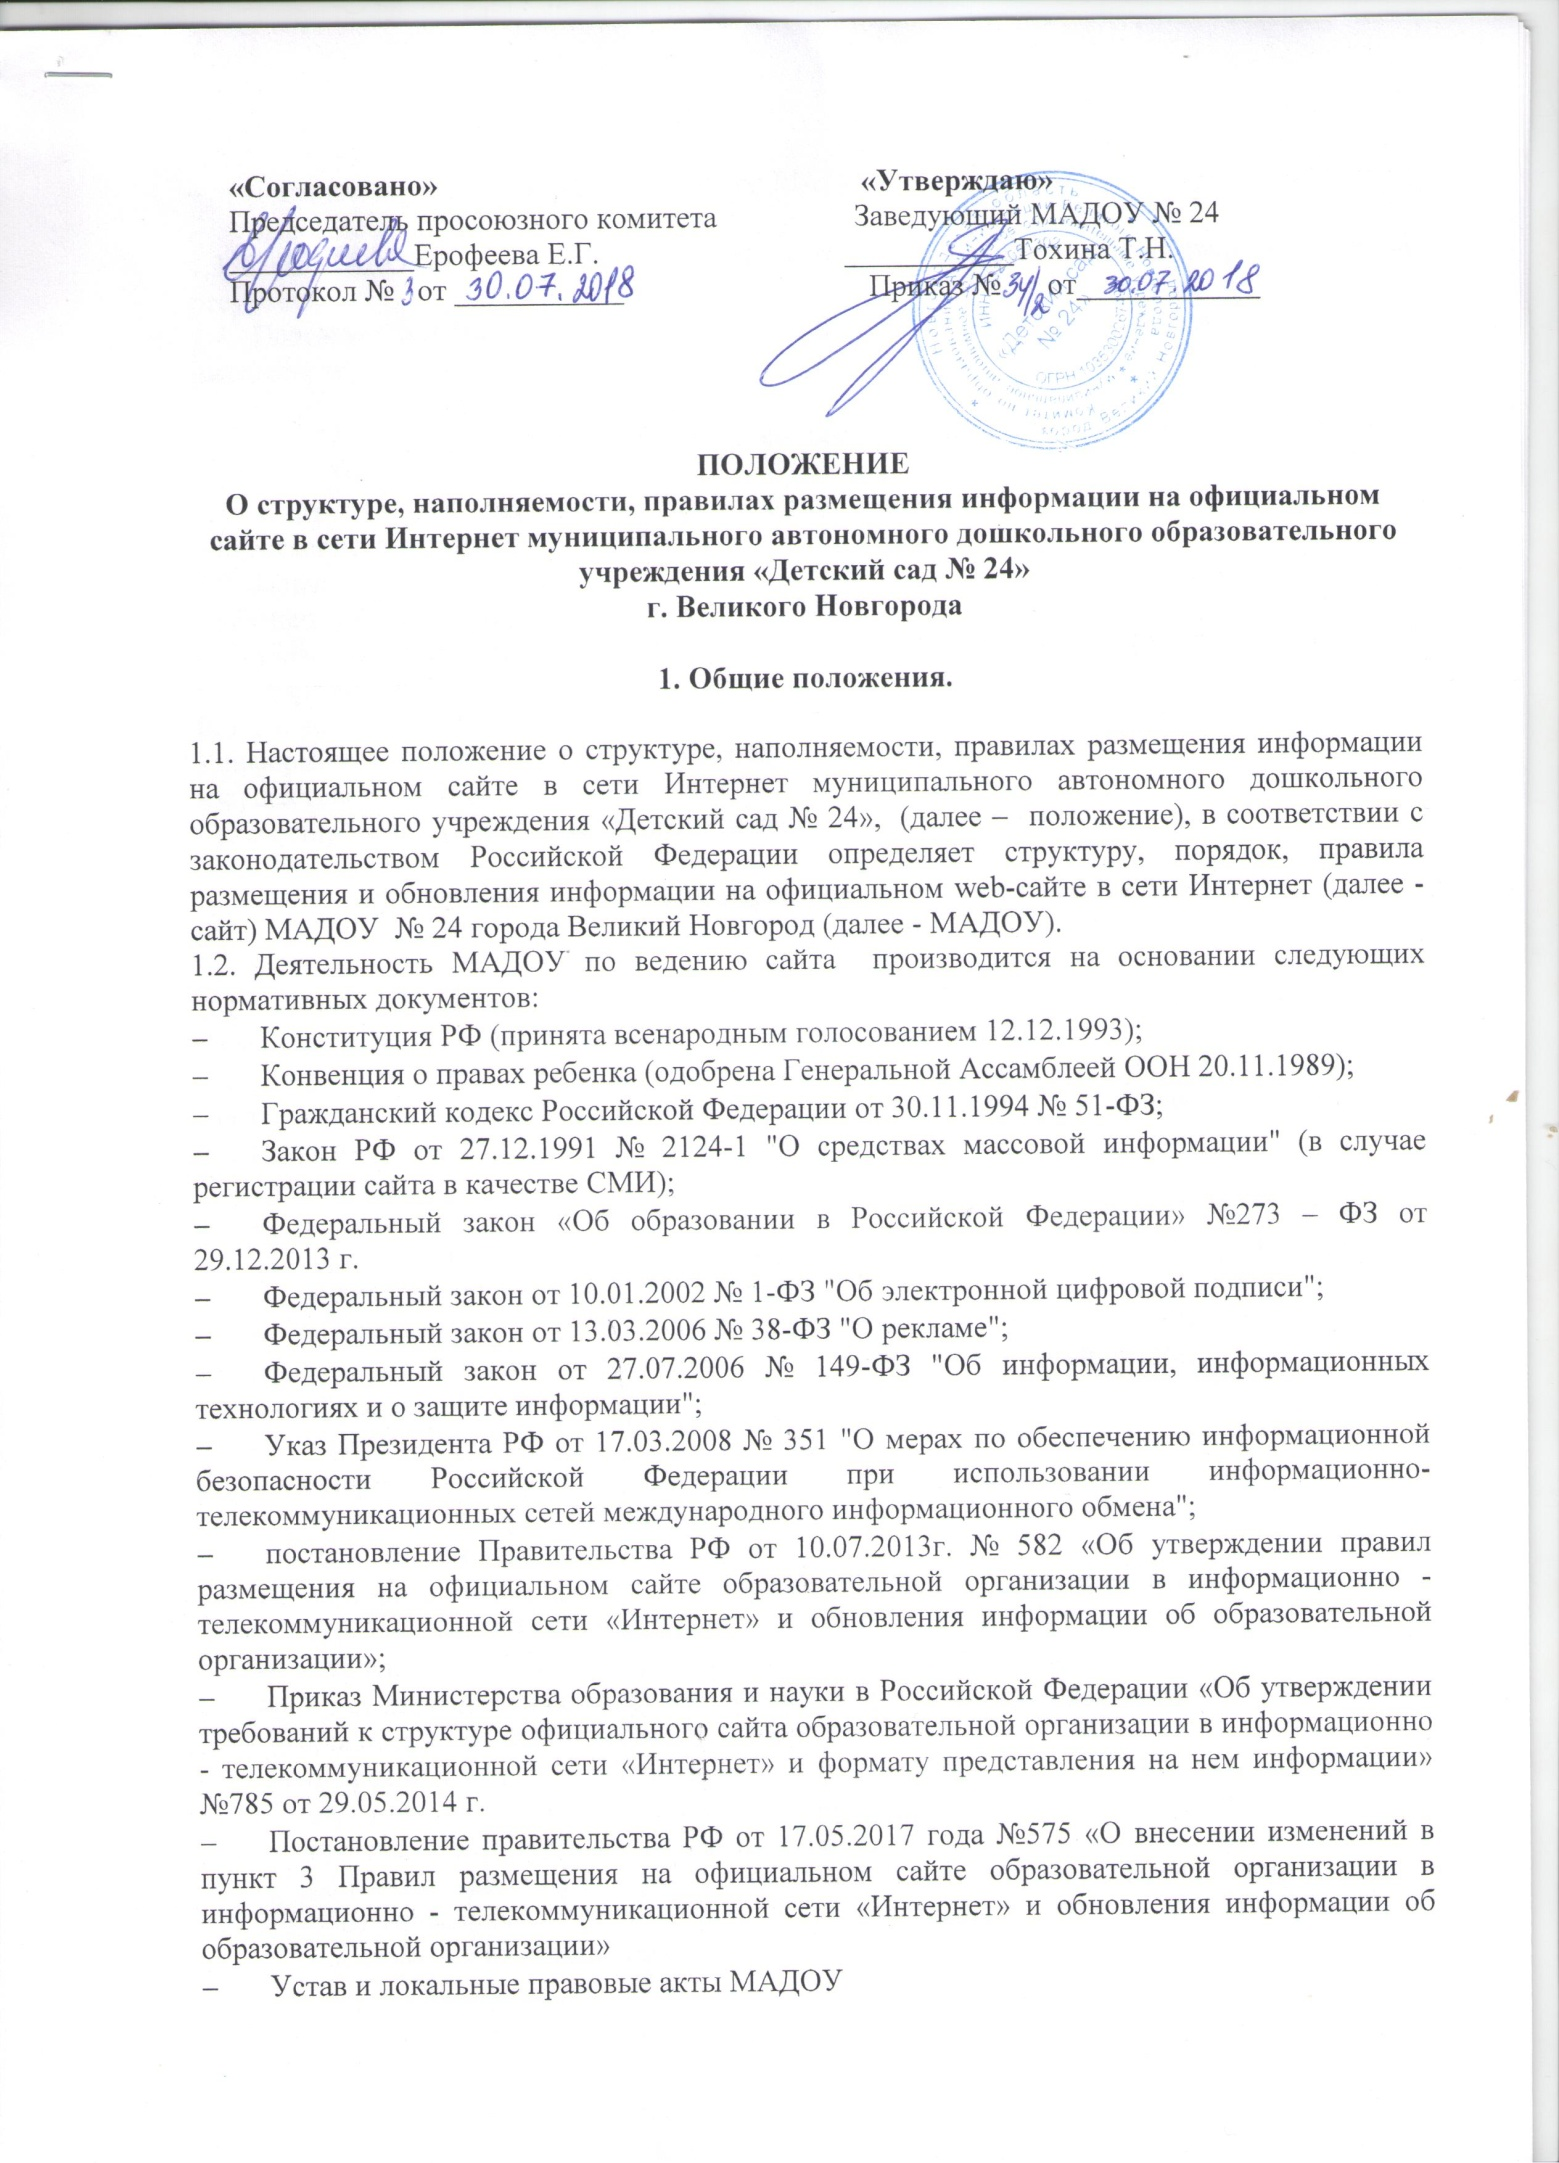 «Согласовано»
Председатель просоюзного комитета
Ерофеева Е.Г.
Протокол № 3 от 30.07.2018
«Утверждаю»
Заведующий МАДОУ № 24
Тохина Т.Н.
Приказ № 34/2 от 30.07.2018
«Детский сад
№ 24»
ПОЛОЖЕНИЕ
О структуре, наполняемости, правилах размещения информации на официальном
сайте в сети Интернет муниципального автономного дошкольного образовательного
учреждения «Детский сад № 24»
г. Великого Новгорода
1. Общие положения.
1.1. Настоящее положение о структуре, наполняемости, правилах размещения информации
на официальном сайте в сети Интернет муниципального автономного дошкольного
образовательного учреждения «Детский сад № 24», (далее – положение), в соответствии с
законодательством Российской Федерации определяет структуру, порядок, правила
размещения и обновления информации на официальном web-сайте в сети Интернет (далее -
сайт) МАДОУ № 24 города Великий Новгород (далее - МАДОУ).
1.2. Деятельность МАДОУ по ведению сайта производится на основании следующих
нормативных документов:
– Конституция РФ (принята всенародным голосованием 12.12.1993);
– Конвенция о правах ребенка (одобрена Генеральной Ассамблеей ООН 20.11.1989);
– Гражданский кодекс Российской Федерации от 30.11.1994 № 51-ФЗ;
– Закон РФ от 27.12.1991 № 2124-1 "О средствах массовой информации" (в случае
регистрации сайта в качестве СМИ);
– Федеральный закон «Об образовании в Российской Федерации» №273 – ФЗ от
29.12.2013 г.
– Федеральный закон от 10.01.2002 № 1-ФЗ "Об электронной цифровой подписи";
– Федеральный закон от 13.03.2006 № 38-ФЗ "О рекламе";
– Федеральный закон от 27.07.2006 № 149-ФЗ "Об информации, информационных
технологиях и о защите информации";
– Указ Президента РФ от 17.03.2008 № 351 "О мерах по обеспечению информационной
безопасности Российской Федерации при использовании информационно-
телекоммуникационных сетей международного информационного обмена";
– постановление Правительства РФ от 10.07.2013г. № 582 «Об утверждении правил
размещения на официальном сайте образовательной организации в информационно -
телекоммуникационной сети «Интернет» и обновления информации об образовательной
организации»;
– Приказ Министерства образования и науки в Российской Федерации «Об утверждении
требований к структуре официального сайта образовательной организации в информационно
- телекоммуникационной сети «Интернет» и формату представления на нем информации»
№785 от 29.05.2014 г.
– Постановление правительства РФ от 17.05.2017 года №575 «О внесении изменений в
пункт 3 Правил размещения на официальном сайте образовательной организации в
информационно - телекоммуникационной сети «Интернет» и обновления информации об
образовательной организации»
– Устав и локальные правовые акты МАДОУ